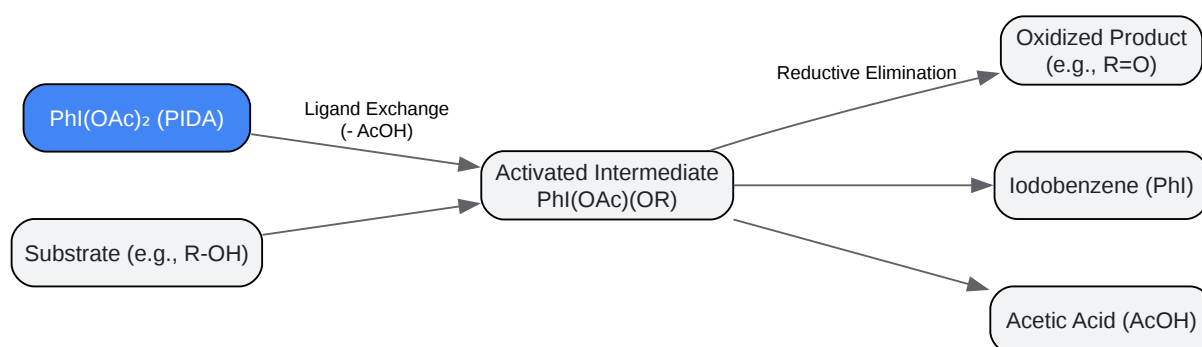 PhI(OAc)₂ (PIDA)
Substrate (e.g., R-OH)
Ligand Exchange
(- AcOH)
Activated Intermediate
PhI(OAc)(OR)
Reductive Elimination
Oxidized Product
(e.g., R=O)
Iodobenzene (PhI)
Acetic Acid (AcOH)